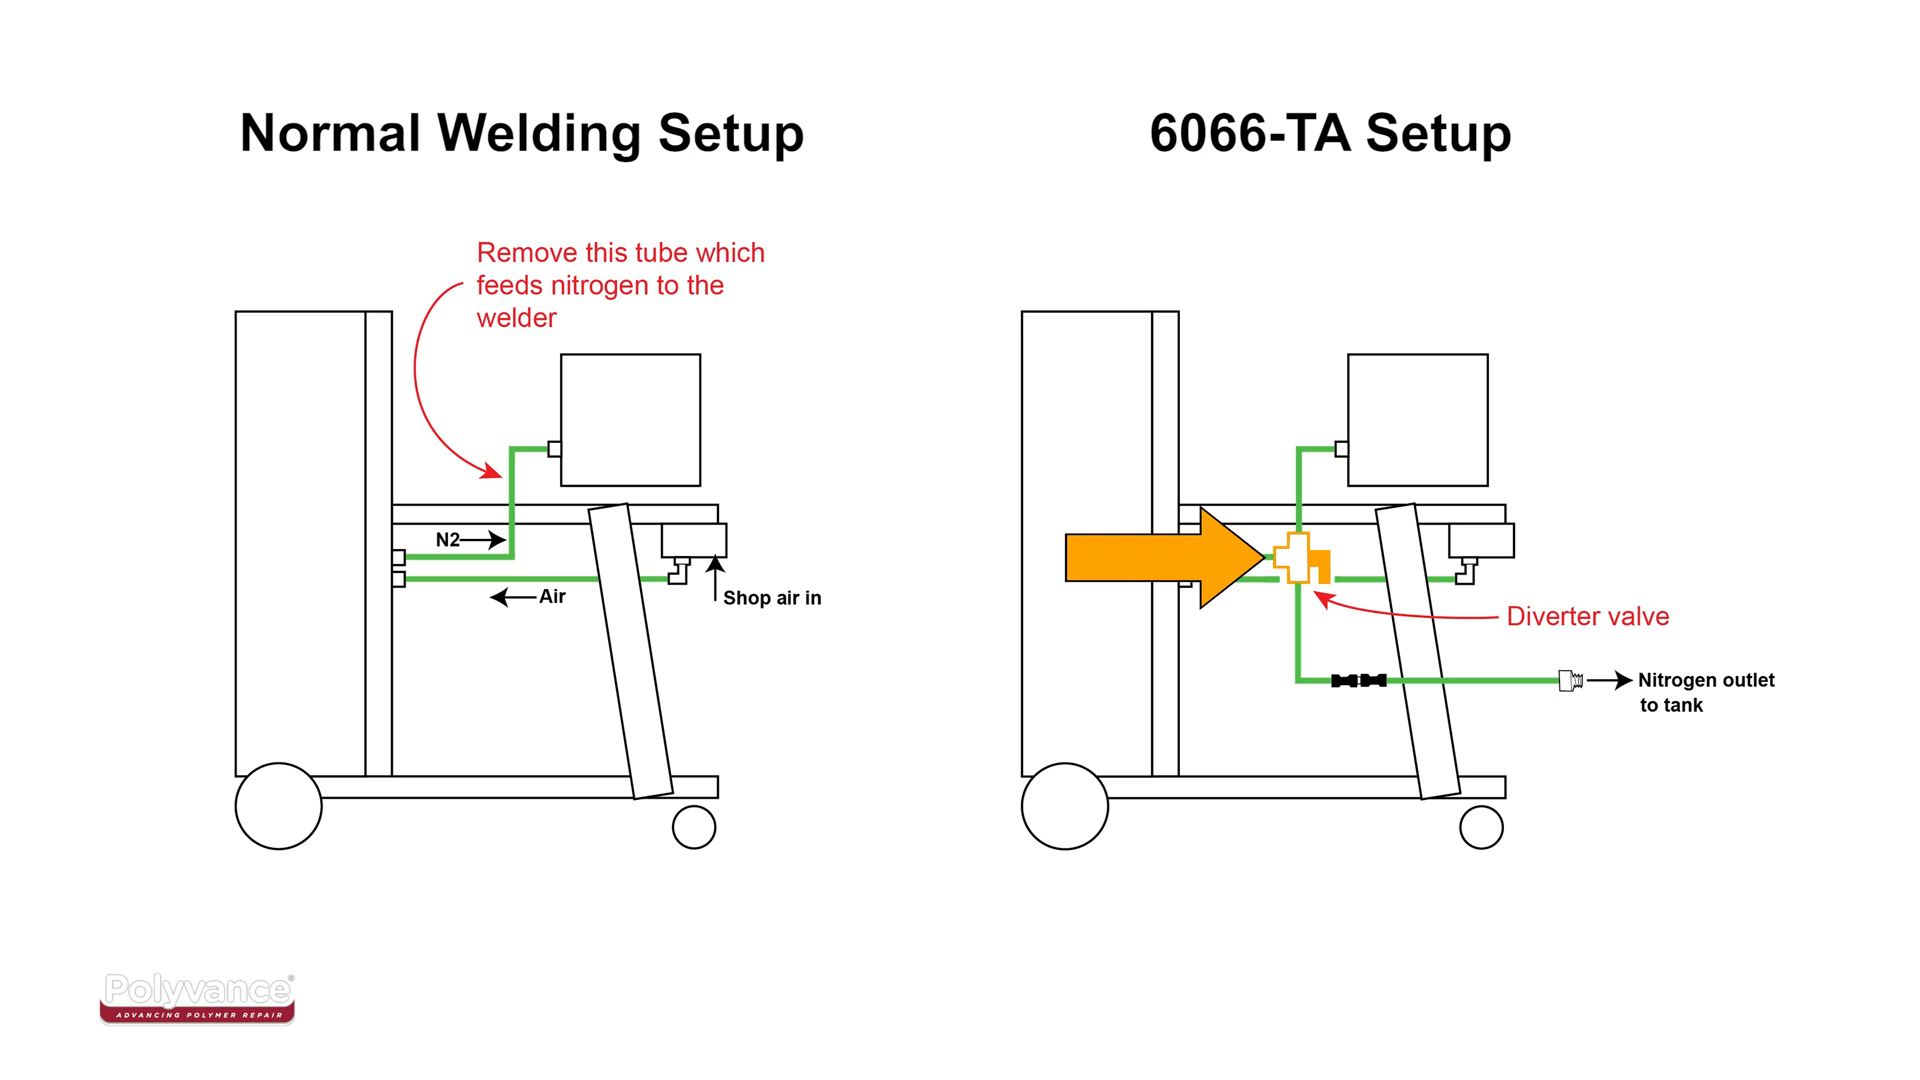 Normal Welding Setup
6066-TA Setup
Remove this tube which
feeds nitrogen to the
welder
N2
Air
Shop air in
Diverter valve
Nitrogen outlet
to tank
Polyvance®
ADVANCING POLYMER REPAIR